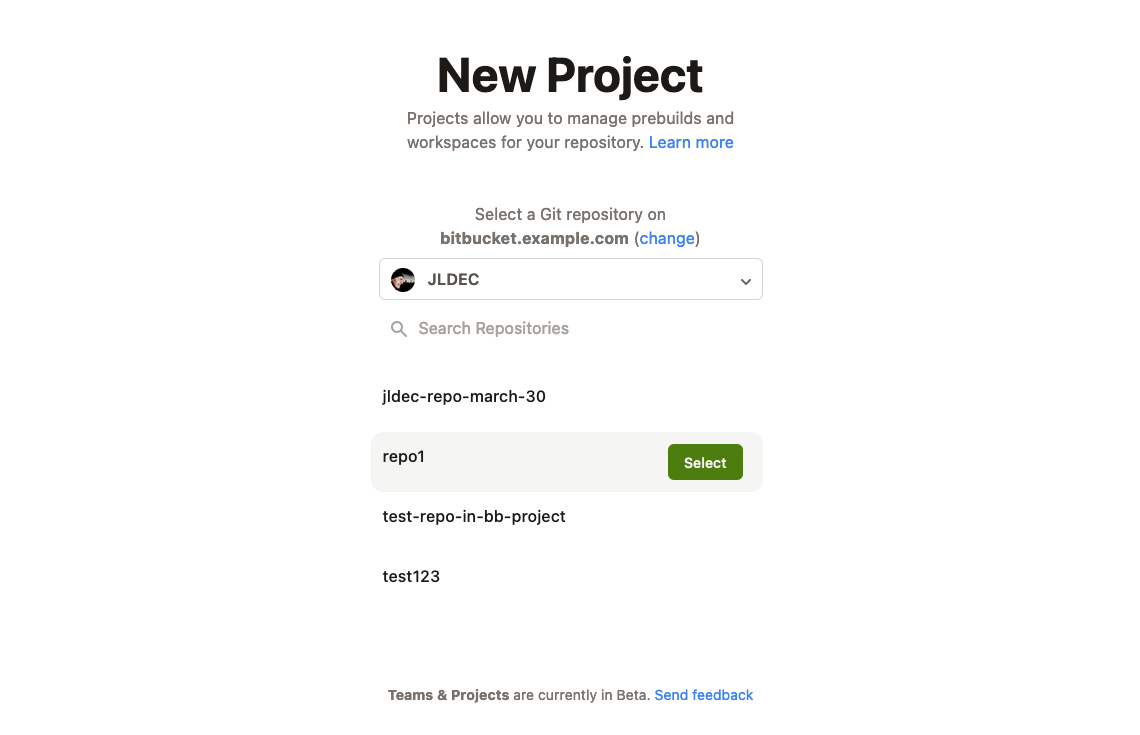 New Project
Projects allow you to manage prebuilds and
workspaces for your repository. Learn more
Select a Git repository on
bitbucket.example.com (change)
JLDEC
Search Repositories
jldec-repo-march-30
repo1
Select
test-repo-in-bb-project
test123
Teams & Projects are currently in Beta. Send feedback